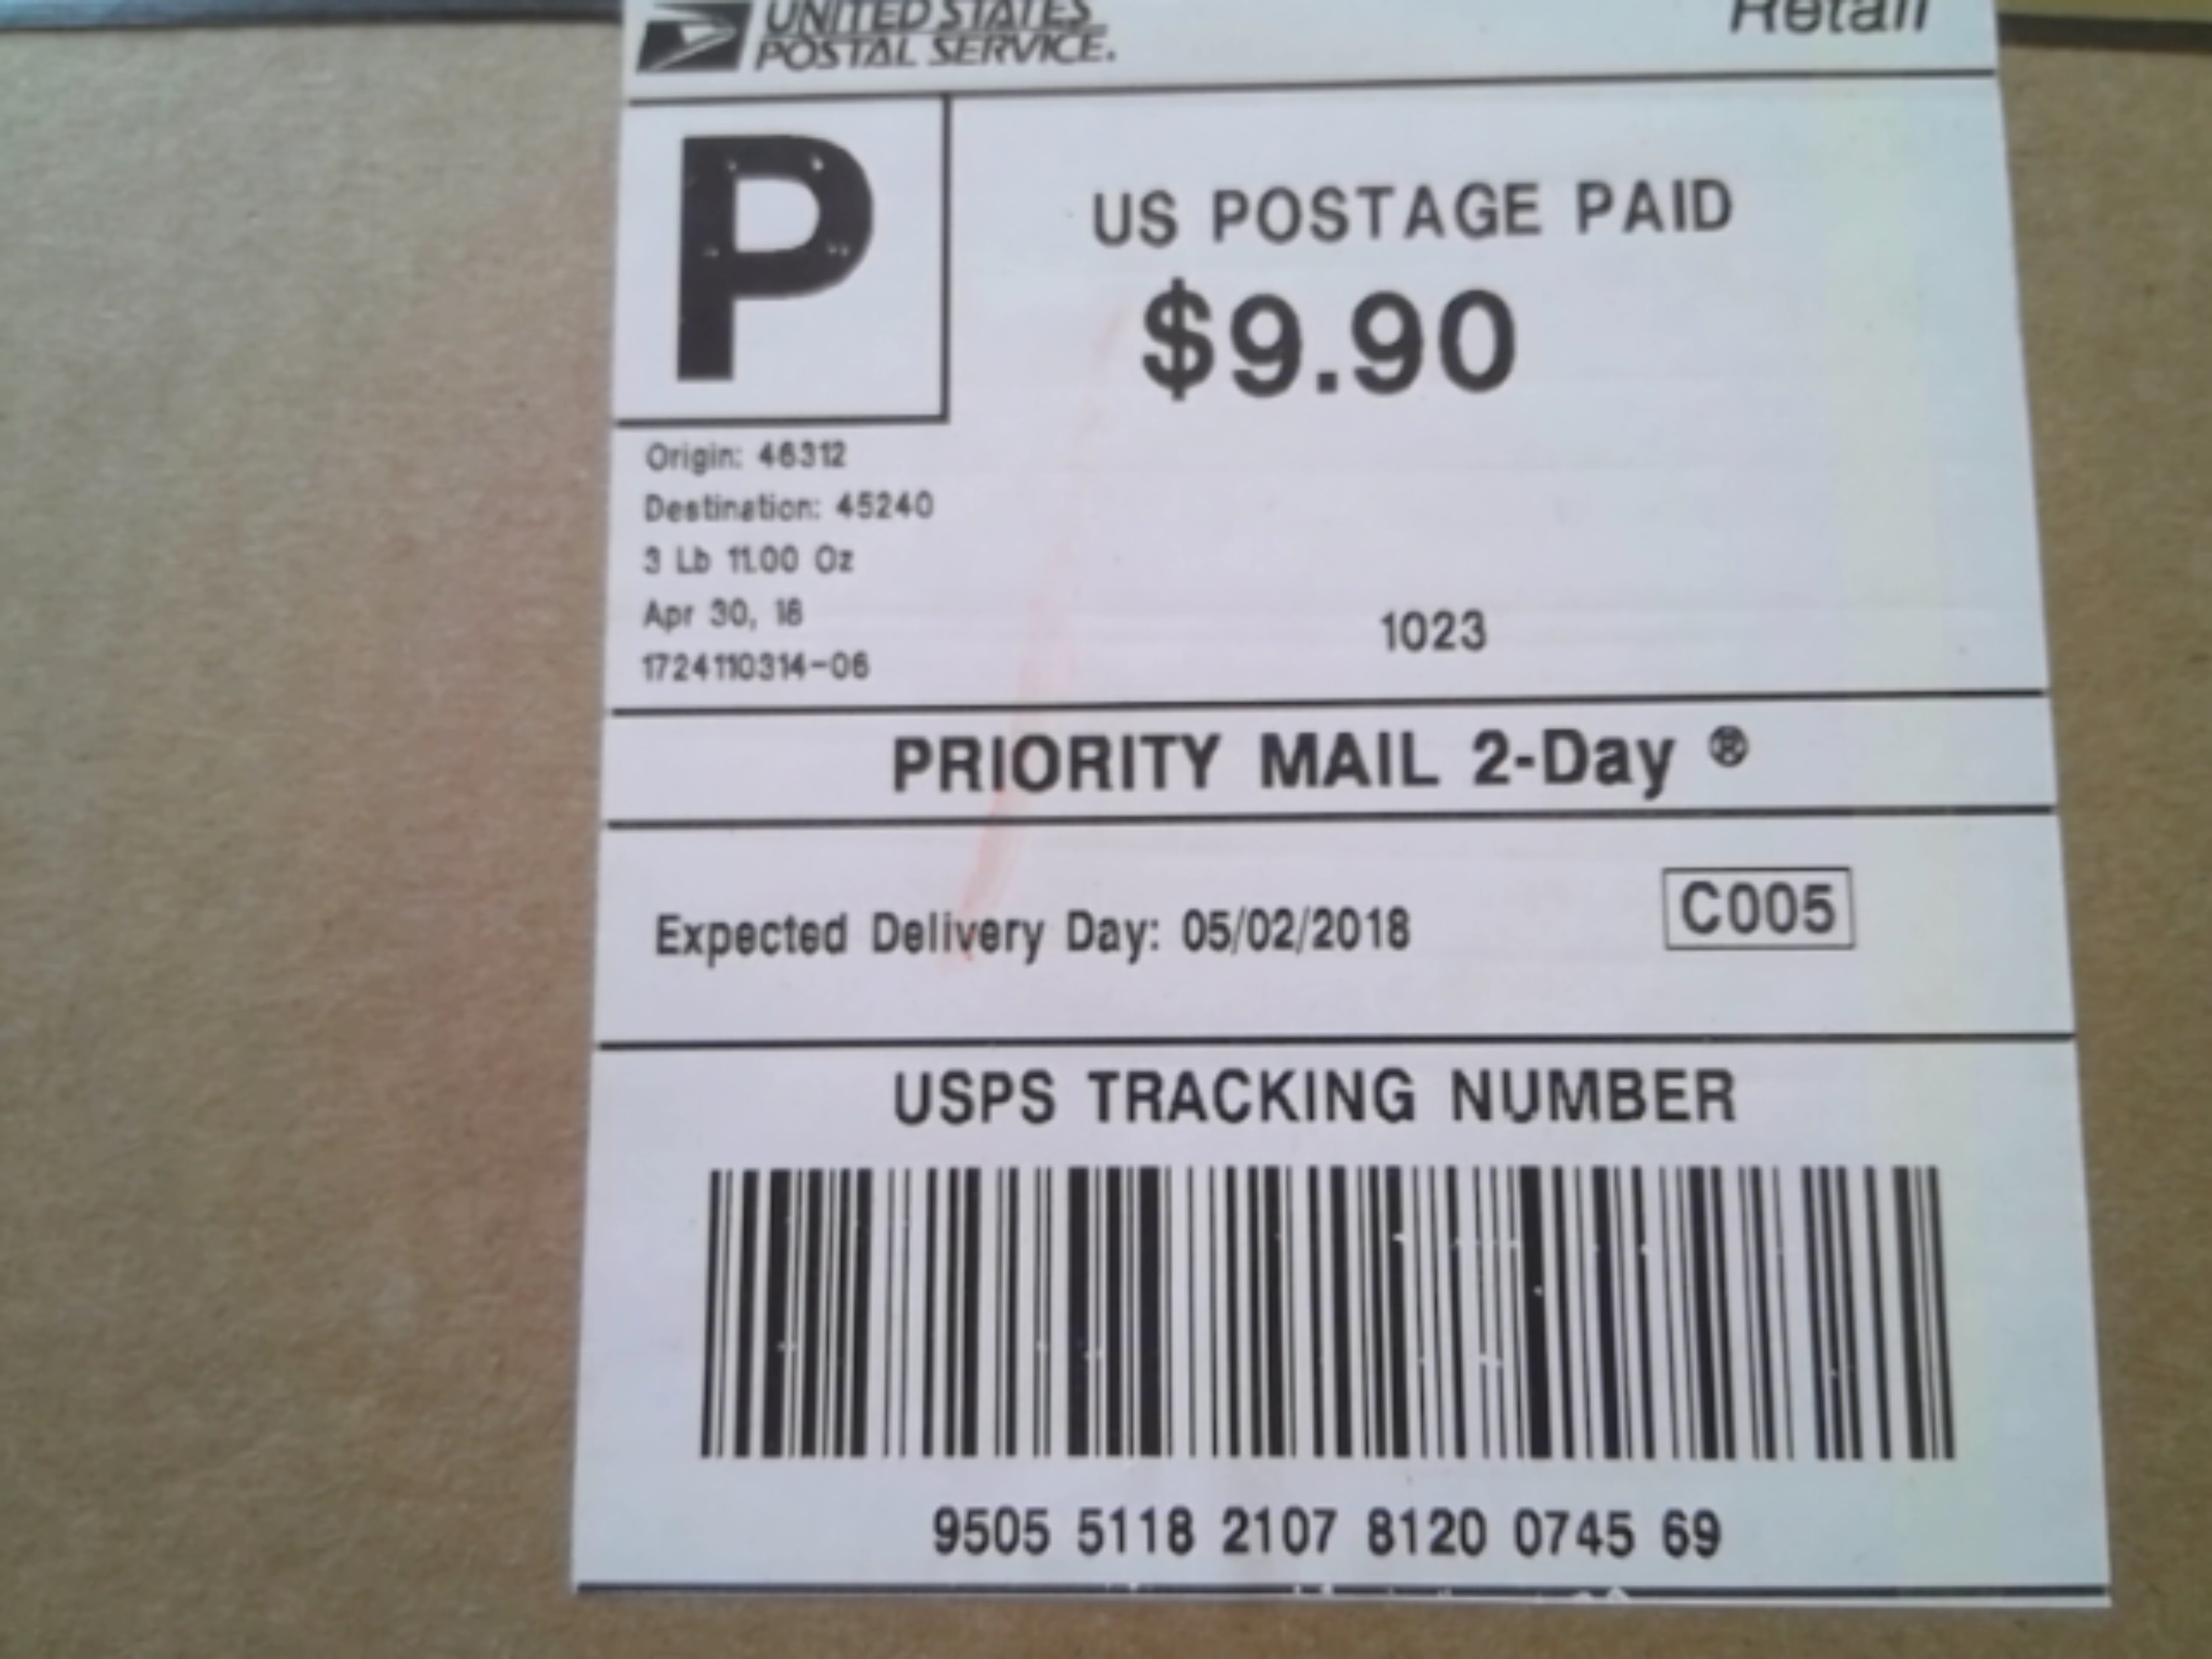 UNITED STATES
POSTAL SERVICE.
Retail
P
US POSTAGE PAID
$9.90
Origin: 46312
Destination: 45240
3 Lb 11.00 Oz
Apr 30, 18
1724110314-06
1023
PRIORITY MAIL 2-Day ®
Expected Delivery Day: 05/02/2018
C005
USPS TRACKING NUMBER
9505 5118 2107 8120 0745 69